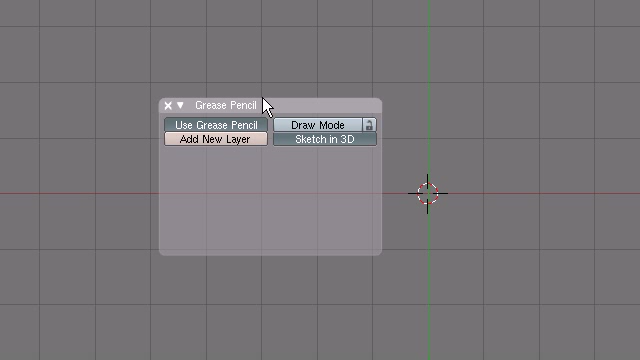 Grease Pencil
Use Grease Pencil Draw Mode
Add New Layer Sketch in 3D